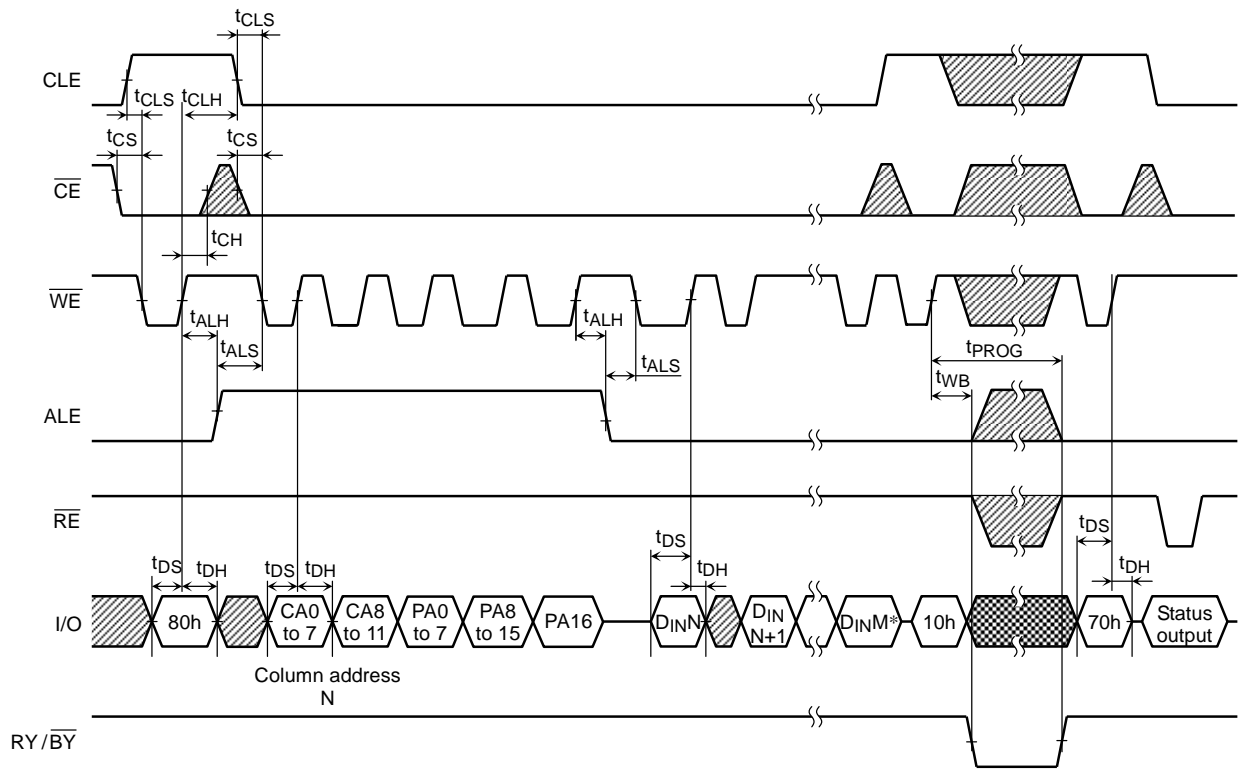 tCLS
CLE
tCLS tCLH
tCS tCS
CE
tCH
WE
tALH tALH
tALS tALS
tPROG
tWB
ALE
RE
tDS tDH tDS tDH tDS tDS tDH
I/O
80h
CA0 to 7
CA8 to 11
PA0 to 7
PA8 to 15
PA16
DINN
DIN N+1
DINM*
10h
70h
Status output
Column address
N
RY/BY